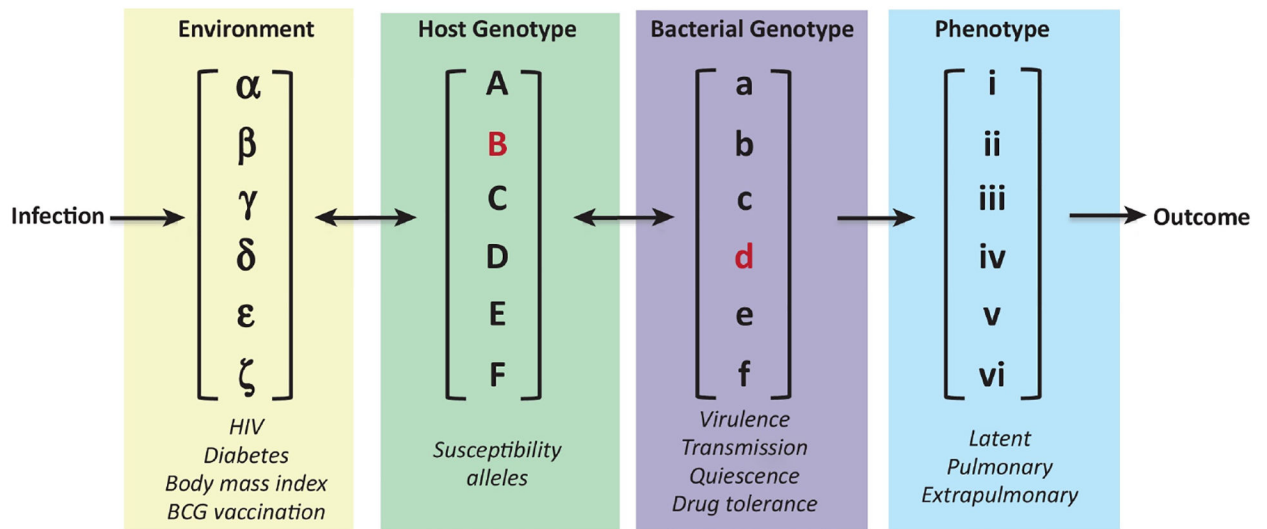 Environment
Host Genotype
Bacterial Genotype
Phenotype
α
A
a
i
β
B
b
ii
γ
C
c
iii
Infection
Outcome
δ
D
d
iv
ε
E
e
v
ζ
F
f
vi
HIV
Diabetes
Body mass index
BCG vaccination
Susceptibility
alleles
Virulence
Transmission
Quiescence
Drug tolerance
Latent
Pulmonary
Extrapulmonary